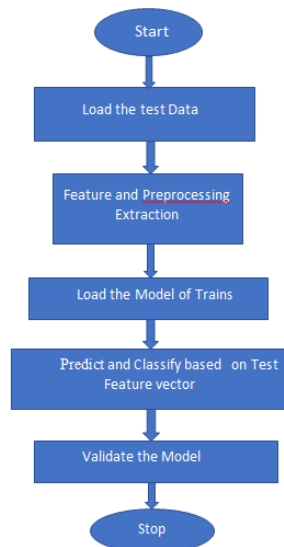 Start
Load the test Data
Feature and Preprocessing
Extraction
Load the Model of Trains
Predict and Classify based on Test
Feature vector
Validate the Model
Stop